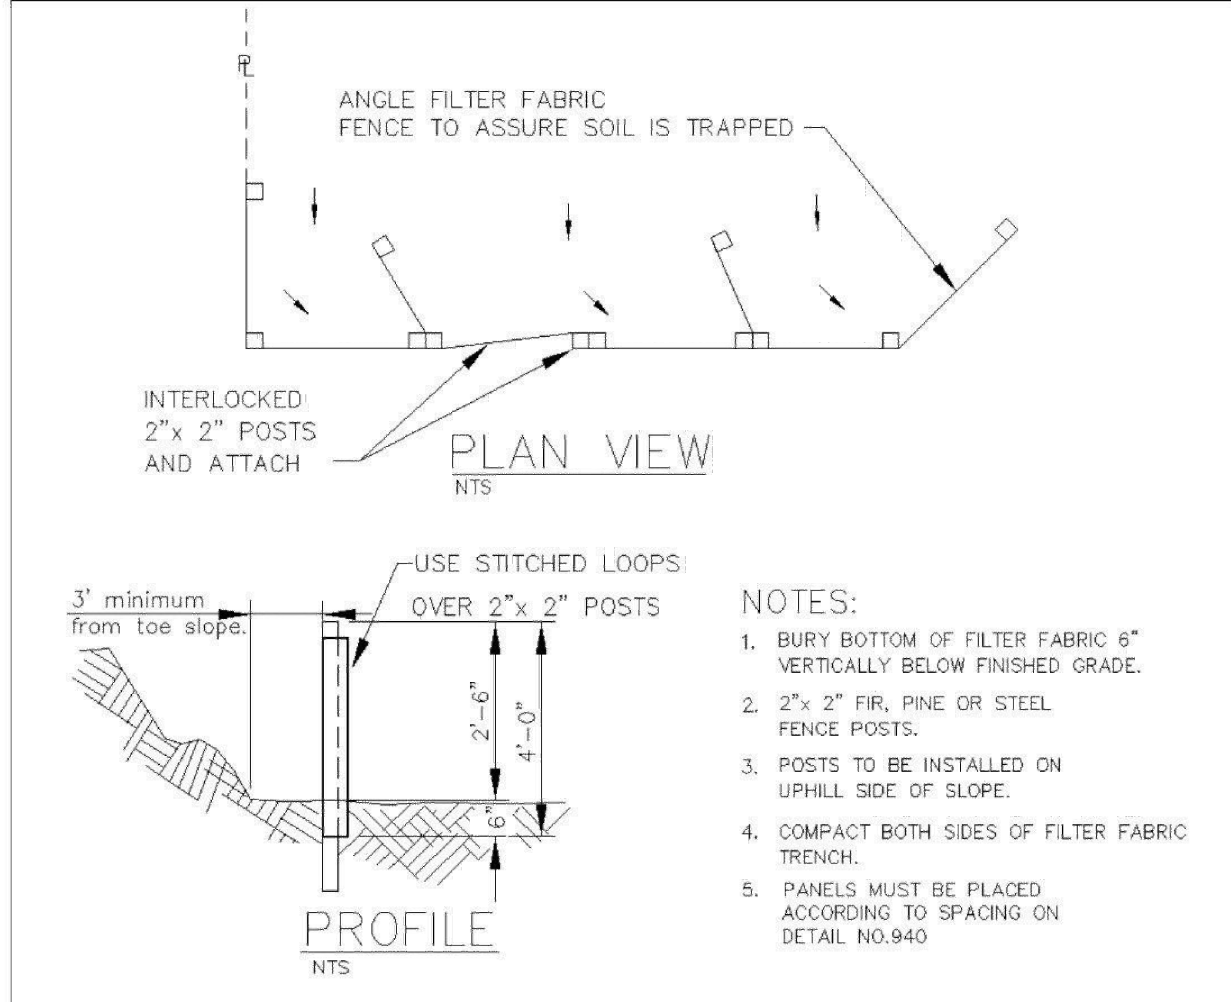 PL
ANGLE FILTER FABRIC
FENCE TO ASSURE SOIL IS TRAPPED
INTERLOCKED
2"x 2" POSTS
AND ATTACH
PLAN VIEW
NTS
USE STITCHED LOOPS
OVER 2"x 2" POSTS
3' minimum
from toe slope.
2'-6"
4'-0"
6"
PROFILE
NTS
NOTES:
1. BURY BOTTOM OF FILTER FABRIC 6"
VERTICALLY BELOW FINISHED GRADE.
2. 2"x 2" FIR, PINE OR STEEL
FENCE POSTS.
3. POSTS TO BE INSTALLED ON
UPHILL SIDE OF SLOPE.
4. COMPACT BOTH SIDES OF FILTER FABRIC
TRENCH.
5. PANELS MUST BE PLACED
ACCORDING TO SPACING ON
DETAIL NO.940